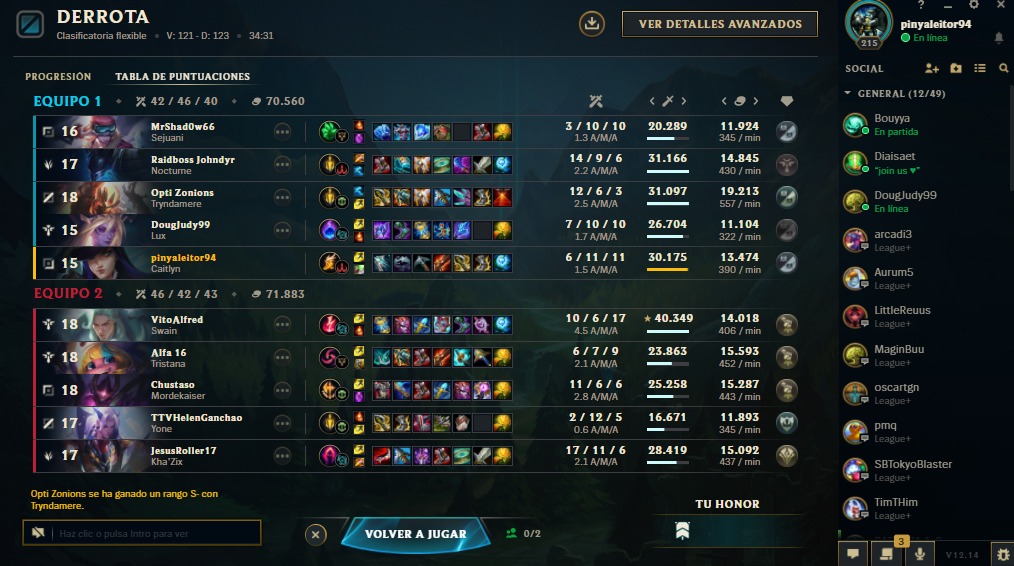 DERROTA
Clasificatoria flexible • V: 121 - D: 123 • 34:31
VER DETALLES AVANZADOS
PROGRESIÓN
TABLA DE PUNTUACIONES
EQUIPO 1 42 / 46 / 40 70.560
16 MrShad0w66 3 / 10 / 10 20.289 11.924
Sejuani 1.3 A/M/A 345 / min
17 Raidboss Johndyr 14 / 9 / 6 31.166 14.845
Nocturne 2.2 A/M/A 430 / min
18 Opti Zonions 12 / 6 / 3 31.097 19.213
Tryndamere 2.5 A/M/A 557 / min
15 DougJudy99 7 / 10 / 10 26.704 11.104
Lux 1.7 A/M/A 322 / min
15 pinyaleitor94 6 / 11 / 11 30.175 13.474
Caitlyn 1.5 A/M/A 390 / min
EQUIPO 2 46 / 42 / 43 71.883
18 VitoAlfred 10 / 6 / 17 40.349 14.018
Swain 4.5 A/M/A 406 / min
18 Alfa 16 6 / 7 / 9 23.863 15.593
Tristana 2.1 A/M/A 452 / min
18 Chustaso 11 / 6 / 6 25.258 15.287
Mordekaiser 2.8 A/M/A 443 / min
17 TTVHelenGanchao 2 / 12 / 5 16.671 11.893
Yone 0.6 A/M/A 345 / min
17 JesusRoller17 17 / 11 / 6 28.419 15.092
Kha'Zix 2.1 A/M/A 437 / min
Opti Zonions se ha ganado un rango S- con
Tryndamere.
Haz clic o pulsa Intro para ver
VOLVER A JUGAR
0/2
TU HONOR
?
215
pinyaleitor94
En línea
SOCIAL
GENERAL (12/49)
Bouyya
En partida
Diaisaet
"join us ♥"
DougJudy99
En línea
arcadi3
League+
Aurum5
League+
LittleReuus
League+
MaginBuu
League+
oscartgn
League+
pmq
League+
SBTokyoBlaster
League+
TimTHim
League+
3
V12.14